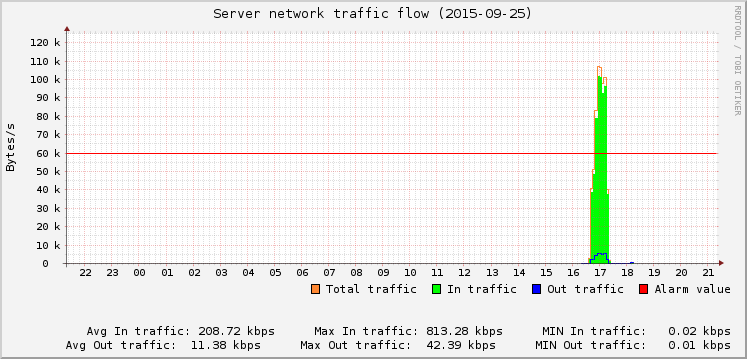 Server network traffic flow (2015-09-25)
RRDTOOL / TOBI OETIKER
Bytes/s
120 k
110 k
100 k
90 k
80 k
70 k
60 k
50 k
40 k
30 k
20 k
10 k
0
22 23 00 01 02 03 04 05 06 07 08 09 10 11 12 13 14 15 16 17 18 19 20 21
Total traffic In traffic Out traffic Alarm value
Avg In traffic: 208.72 kbps Max In traffic: 813.28 kbps MIN In traffic: 0.02 kbps
Avg Out traffic: 11.38 kbps Max Out traffic: 42.39 kbps MIN Out traffic: 0.01 kbps